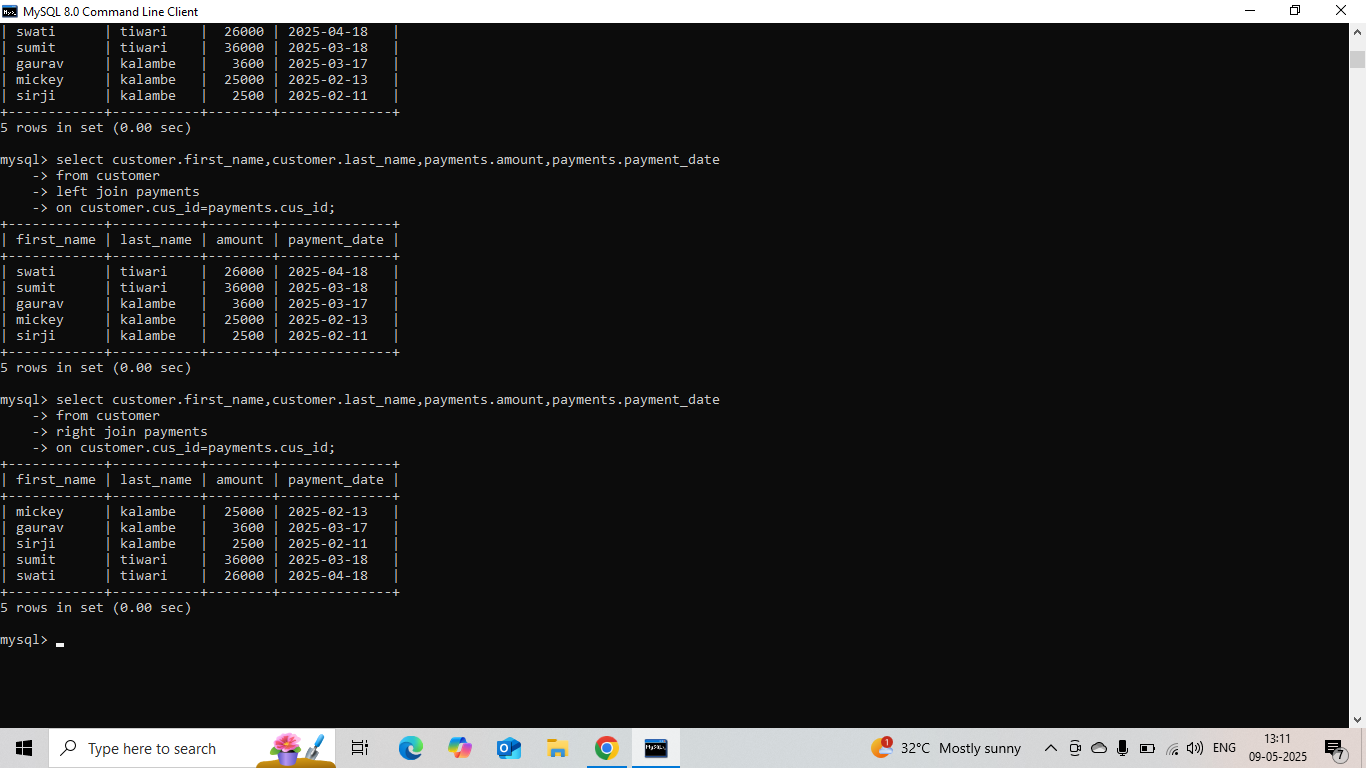 MySQL 8.0 Command Line Client
| swati      | tiwari    |  26000 | 2025-04-18   |
| sumit      | tiwari    |  36000 | 2025-03-18   |
| gaurav     | kalambe   |   3600 | 2025-03-17   |
| mickey     | kalambe   |  25000 | 2025-02-13   |
| sirji      | kalambe   |   2500 | 2025-02-11   |
+------------+-----------+--------+--------------+
5 rows in set (0.00 sec)
mysql> select customer.first_name,customer.last_name,payments.amount,payments.payment_date
    -> from customer
    -> left join payments
    -> on customer.cus_id=payments.cus_id;
+------------+-----------+--------+--------------+
| first_name | last_name | amount | payment_date |
+------------+-----------+--------+--------------+
| swati      | tiwari    |  26000 | 2025-04-18   |
| sumit      | tiwari    |  36000 | 2025-03-18   |
| gaurav     | kalambe   |   3600 | 2025-03-17   |
| mickey     | kalambe   |  25000 | 2025-02-13   |
| sirji      | kalambe   |   2500 | 2025-02-11   |
+------------+-----------+--------+--------------+
5 rows in set (0.00 sec)
mysql> select customer.first_name,customer.last_name,payments.amount,payments.payment_date
    -> from customer
    -> right join payments
    -> on customer.cus_id=payments.cus_id;
+------------+-----------+--------+--------------+
| first_name | last_name | amount | payment_date |
+------------+-----------+--------+--------------+
| mickey     | kalambe   |  25000 | 2025-02-13   |
| gaurav     | kalambe   |   3600 | 2025-03-17   |
| sirji      | kalambe   |   2500 | 2025-02-11   |
| sumit      | tiwari    |  36000 | 2025-03-18   |
| swati      | tiwari    |  26000 | 2025-04-18   |
+------------+-----------+--------+--------------+
5 rows in set (0.00 sec)
mysql> _
Type here to search
MySQL
1
32°C Mostly sunny
ENG
13:11
09-05-2025
7